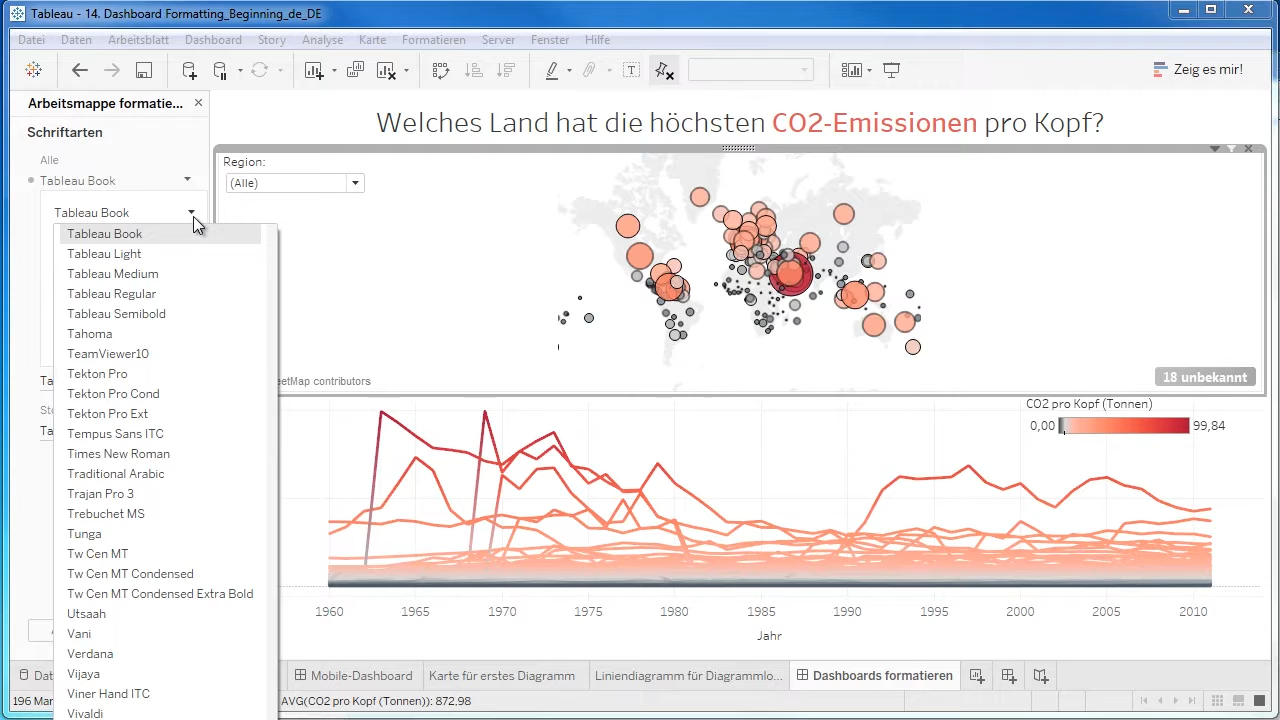 Tableau - 14. Dashboard Formatting_Beginning_de_DE
Datei Daten Arbeitsblatt Dashboard Story Analyse Karte Formatieren Server Fenster Hilfe
Zeig es mir!
Arbeitsmappe formatie...
Schriftarten
Alle
Tableau Book
Tableau Book
Tableau Book
Tableau Light
Tableau Medium
Tableau Regular
Tableau Semibold
Tahoma
TeamViewer10
Tekton Pro
Tekton Pro Cond
Tekton Pro Ext
Tempus Sans ITC
Times New Roman
Traditional Arabic
Trajan Pro 3
Trebuchet MS
Tunga
Tw Cen MT
Tw Cen MT Condensed
Tw Cen MT Condensed Extra Bold
Utsaah
Vani
Verdana
Vijaya
Viner Hand ITC
Vivaldi
Welches Land hat die höchsten CO2-Emissionen pro Kopf?
Region:
(Alle)
eetMap contributors
18 unbekannt
CO2 pro Kopf (Tonnen)
0,00 99,84
1960 1965 1970 1975 1980 1985 1990 1995 2000 2005 2010
Jahr
Dat Mobile-Dashboard Karte für erstes Diagramm Liniendiagramm für Diagrammlo... Dashboards formatieren
196 Mar AVG(CO2 pro Kopf (Tonnen)): 872.98